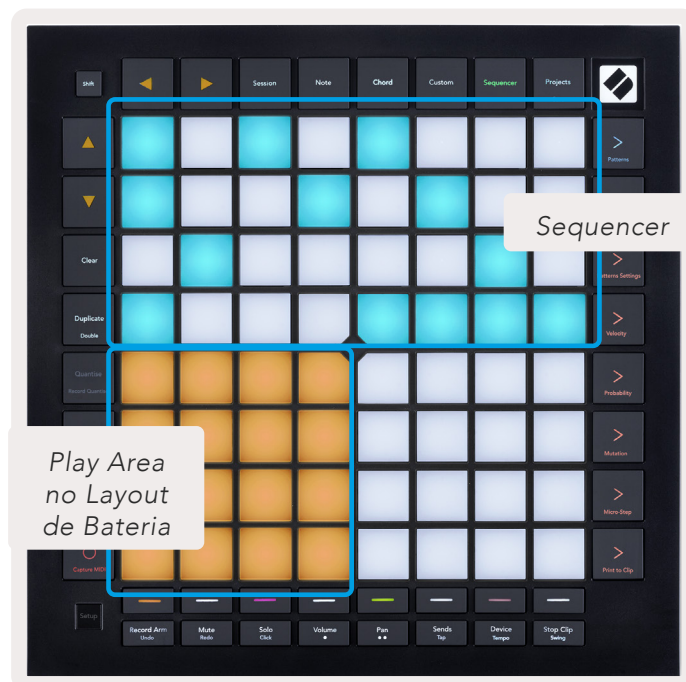 Shift
Session
Note
Chord
Custom
Sequencer
Projects
Patterns
Sequencer
Clear
Patterns Settings
Duplicate
Double
Velocity
Quantise
Record Quantise
Probability
Mutation
Play Area
no Layout
de Bateria
Micro-Step
Capture MIDI
Print to Clip
Setup
Record Arm
Undo
Mute
Redo
Solo
Click
Volume
Pan
Sends
Tap
Device
Tempo
Stop Clip
Swing